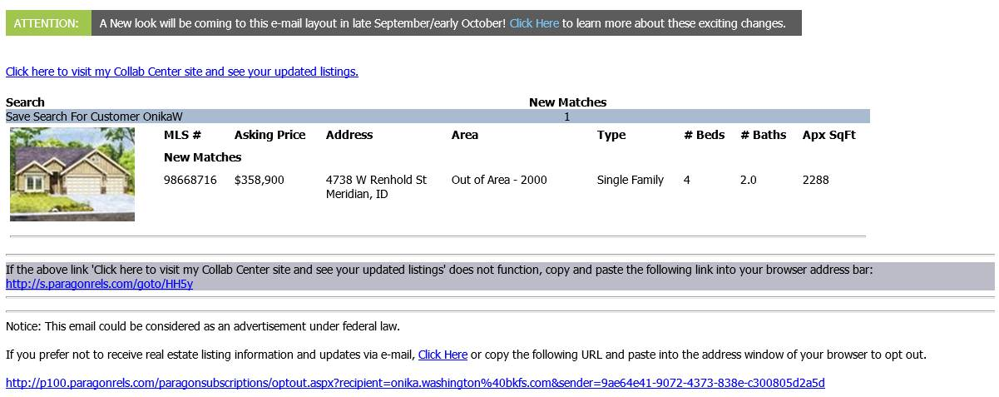 ATTENTION: A New look will be coming to this e-mail layout in late September/early October! Click Here to learn more about these exciting changes.
Click here to visit my Collab Center site and see your updated listings.
Search New Matches
Save Search For Customer OnikaW 1
MLS # Asking Price Address Area Type # Beds # Baths Apx SqFt
New Matches
98668716 $358,900 4738 W Renhold St Out of Area - 2000 Single Family 4 2.0 2288
Meridian, ID
If the above link 'Click here to visit my Collab Center site and see your updated listings' does not function, copy and paste the following link into your browser address bar:
http://s.paragonrels.com/goto/HH5y
Notice: This email could be considered as an advertisement under federal law.
If you prefer not to receive real estate listing information and updates via e-mail, Click Here or copy the following URL and paste into the address window of your browser to opt out.
http://p100.paragonrels.com/paragonsubscriptions/optout.aspx?recipient=onika.washington%40bkfs.com&sender=9ae64e41-9072-4373-838e-c300805d2a5d